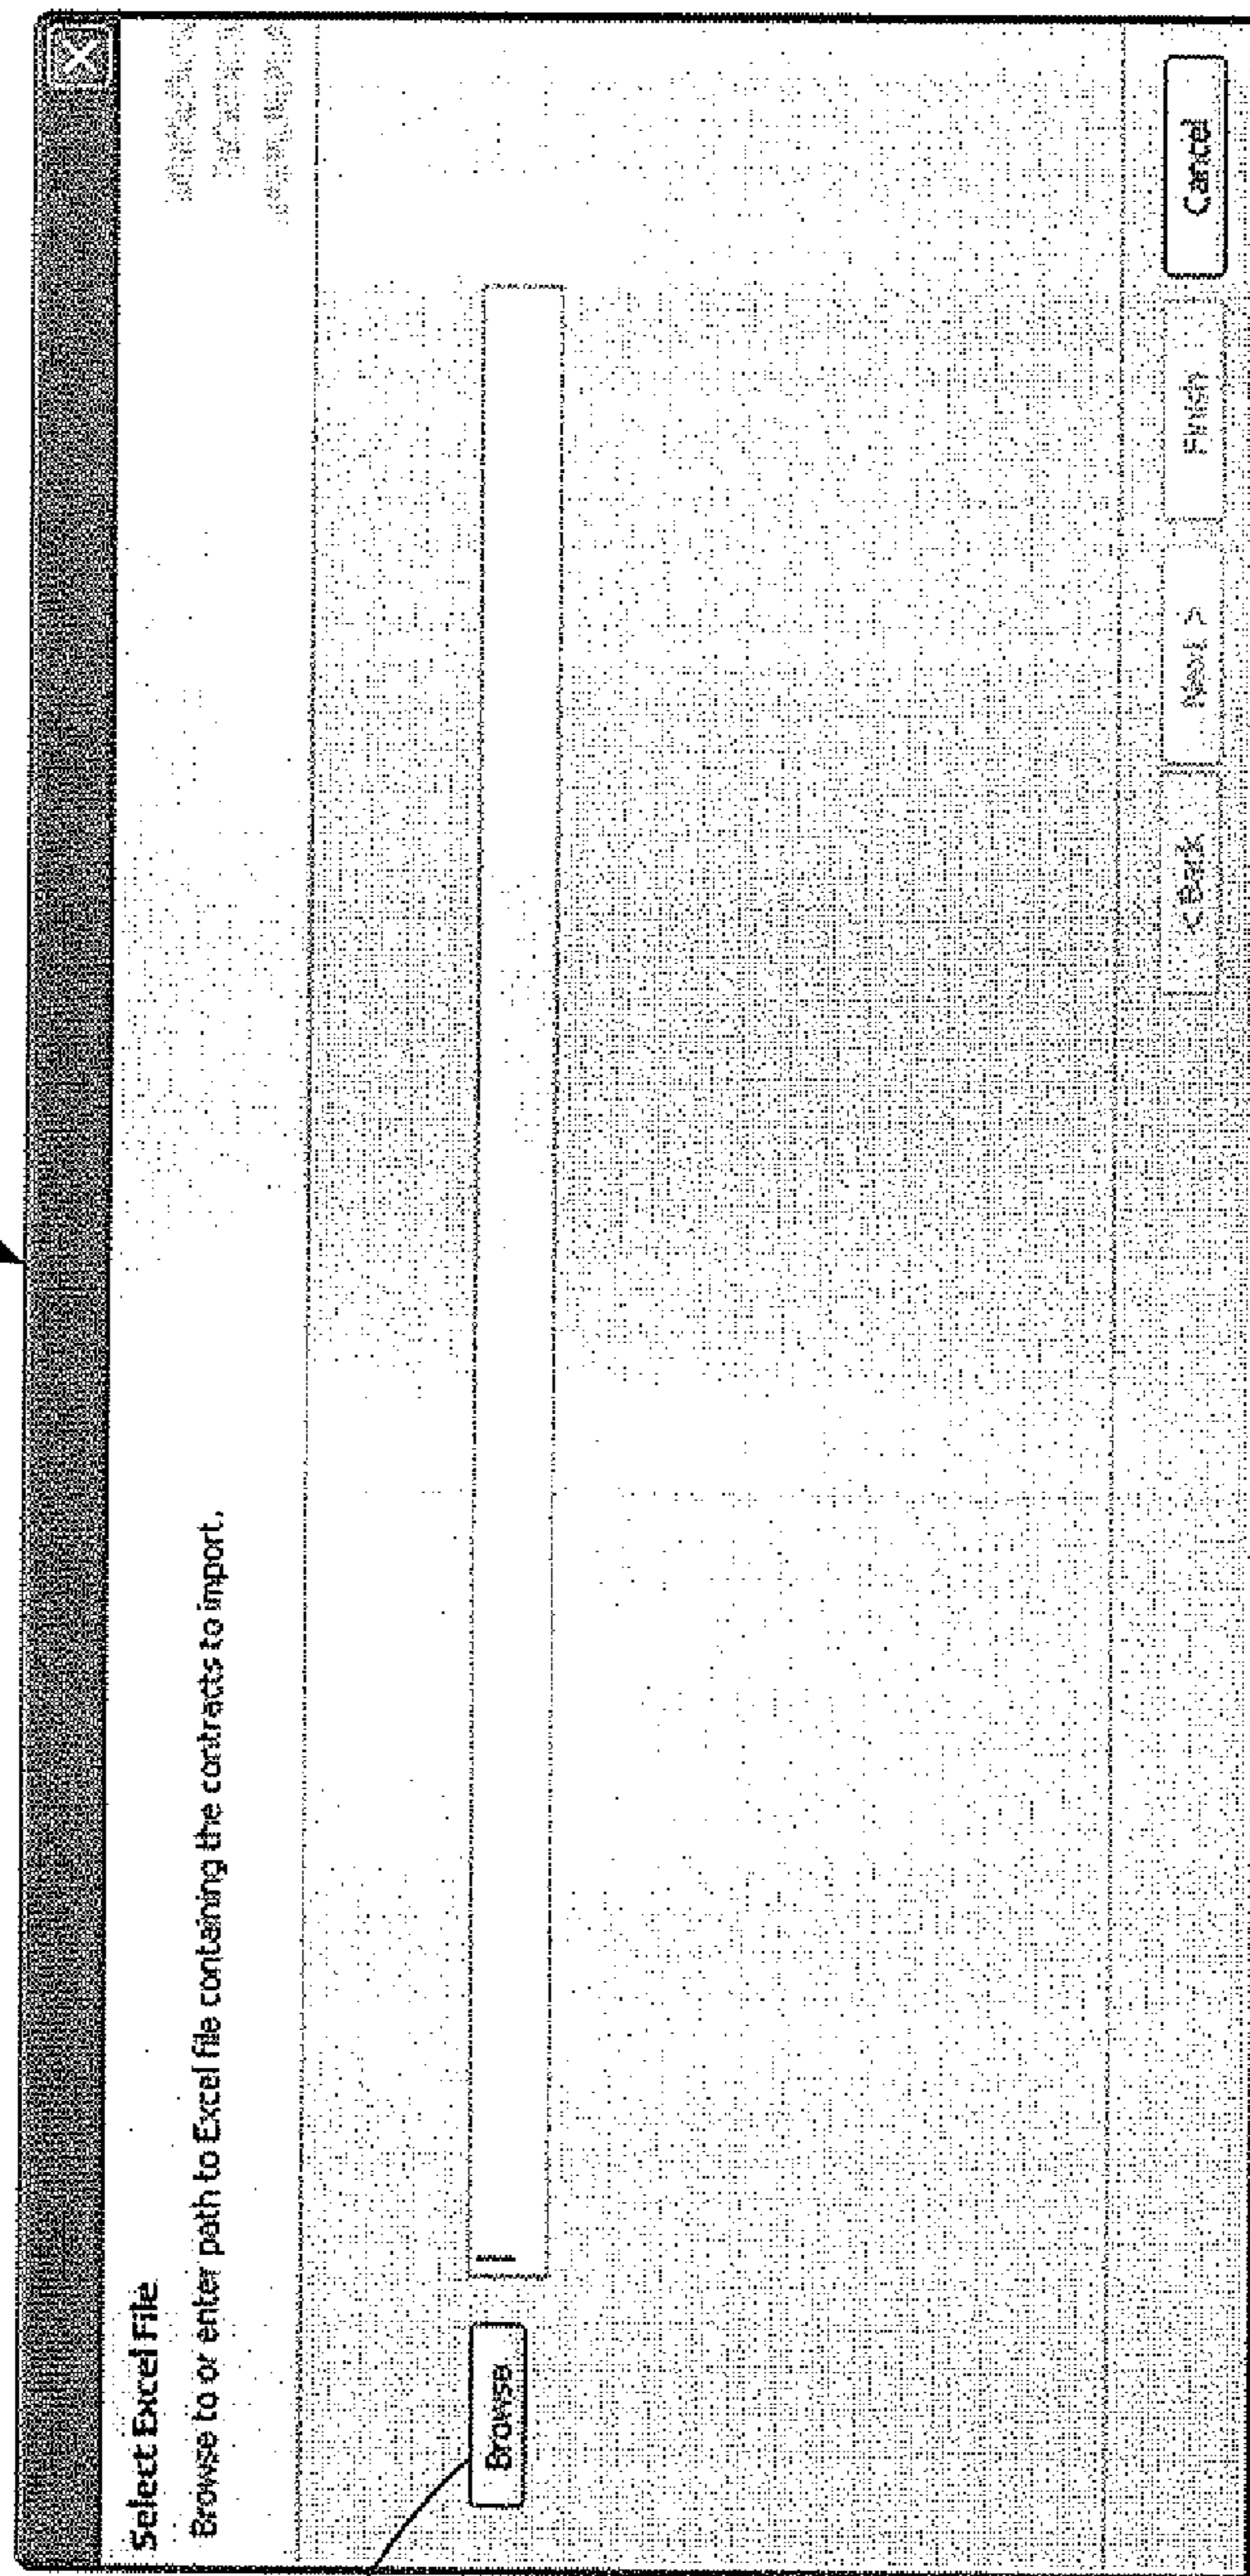 Select Excel File
Browse to or enter path to Excel file containing the contracts to import.
Browse...
< Back
Next >
Finish
Cancel